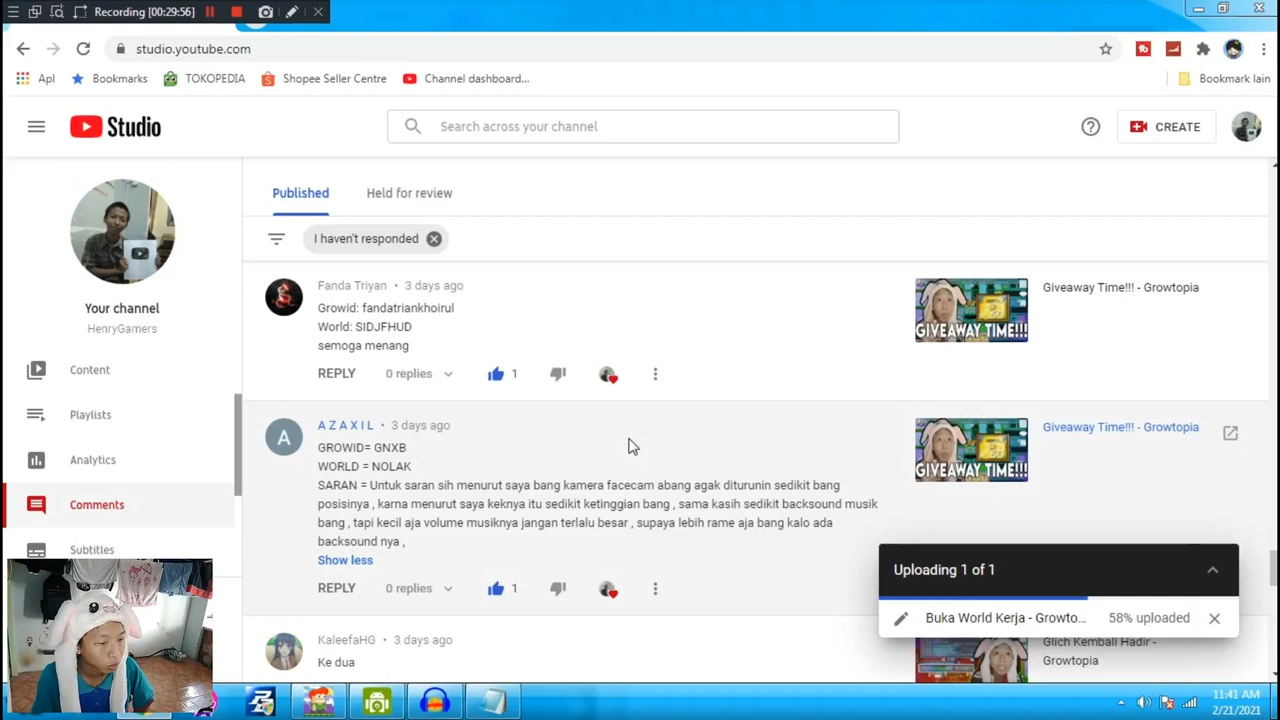 Recording [00:29:56]
studio.youtube.com
Apl
Bookmarks
TOKOPEDIA
Shopee Seller Centre
Channel dashboard...
Bookmark lain
Studio
Search across your channel
CREATE
Your channel
HenryGamers
Content
Playlists
Analytics
Comments
Subtitles
Published
Held for review
I haven't responded
Fanda Triyan • 3 days ago
Growid: fandatriankhoirul
World: SIDJFHUD
semoga menang
REPLY 0 replies 1
GIVEAWAY TIME!!!
Giveaway Time!!! - Growtopia
A
A Z A X I L • 3 days ago
GROWID= GNXB
WORLD = NOLAK
SARAN = Untuk saran sih menurut saya bang kamera facecam abang agak diturunin sedikit bang
posisinya , karna menurut saya keknya itu sedikit ketinggian bang , sama kasih sedikit backsound musik
bang , tapi kecil aja volume musiknya jangan terlalu besar , supaya lebih rame aja bang kalo ada
backsound nya ,
Show less
REPLY 0 replies 1
GIVEAWAY TIME!!!
Giveaway Time!!! - Growtopia
KaleefaHG • 3 days ago
Ke dua
Glich Kembali Hadir -
Growtopia
Uploading 1 of 1
Buka World Kerja - Growto... 58% uploaded
11:41 AM
2/21/2021